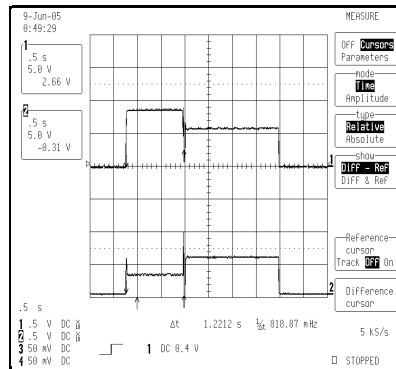 9-Jun-05
0:49:29
1
.5 s
5.0 V
2.66 V
2
.5 s
5.0 V
-0.31 V
MEASURE
Off Cursors
Parameters
mode
Time
Amplitude
type
Relative
Absolute
show
Diff - Ref
Diff & Ref
Reference
cursor
Track Off On
Difference
cursor
1
2
.5 s
1 .5 V DC
2 .5 V DC
3 50 mV DC
4 50 mV DC
Δt 1.2212 s 1/Δt 818.87 mHz
1 DC 0.4 V
5 kS/s
STOPPED